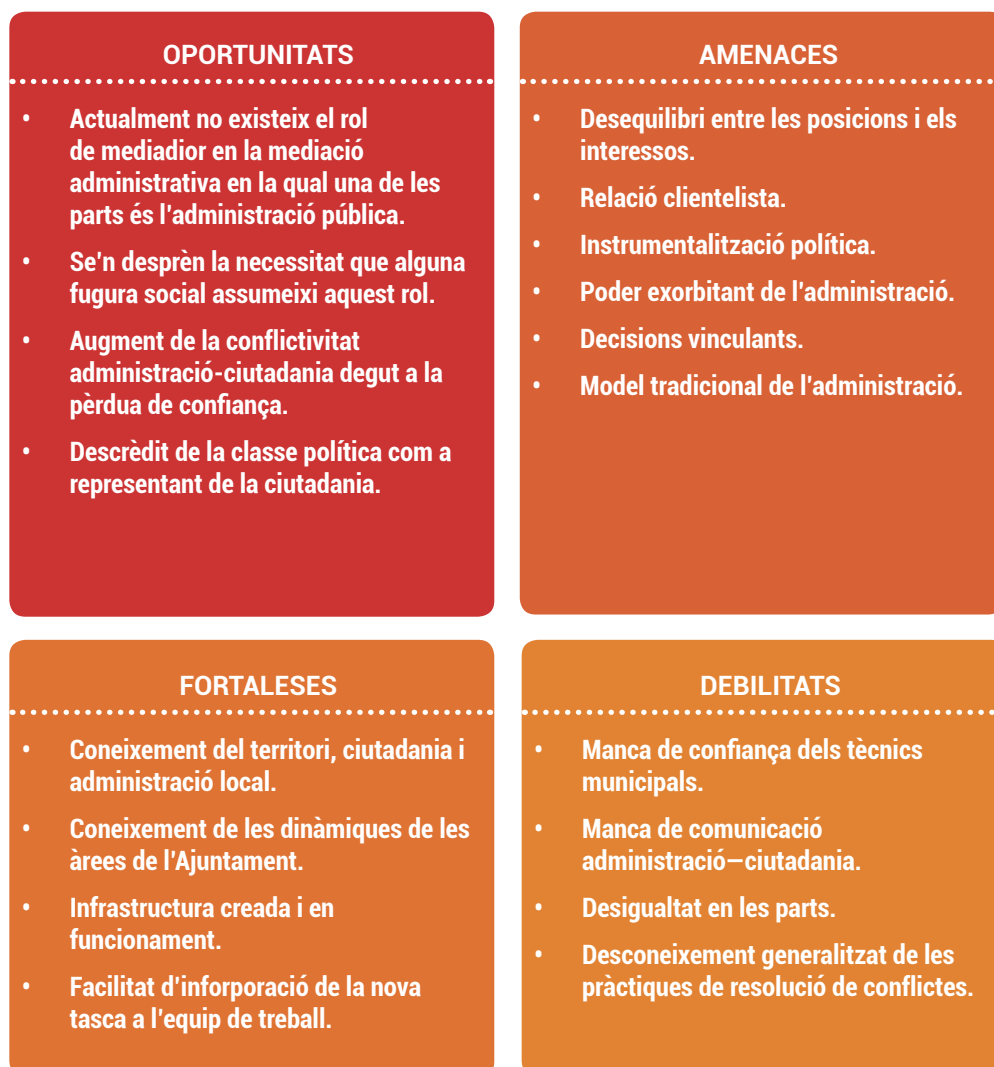 OPORTUNITATS
• Actualment no existeix el rol
de mediadior en la mediació
administrativa en la qual una de les
parts és l'administració pública.
• Se'n desprèn la necessitat que alguna
fugura social assumeixi aquest rol.
• Augment de la conflictivitat
administració-ciutadania degut a la
pèrdua de confiança.
• Descrèdit de la classe política com a
representant de la ciutadania.
AMENACES
• Desequilibri entre les posicions i els
interessos.
• Relació clientelista.
• Instrumentalització política.
• Poder exorbitant de l'administració.
• Decisions vinculants.
• Model tradicional de l'administració.
FORTALESES
• Coneixement del territori, ciutadania i
administració local.
• Coneixement de les dinàmiques de les
àrees de l'Ajuntament.
• Infrastructura creada i en
funcionament.
• Facilitat d'inforporació de la nova
tasca a l'equip de treball.
DEBILITATS
• Manca de confiança dels tècnics
municipals.
• Manca de comunicació
administració—ciutadania.
• Desigualtat en les parts.
• Desconeixement generalitzat de les
pràctiques de resolució de conflictes.